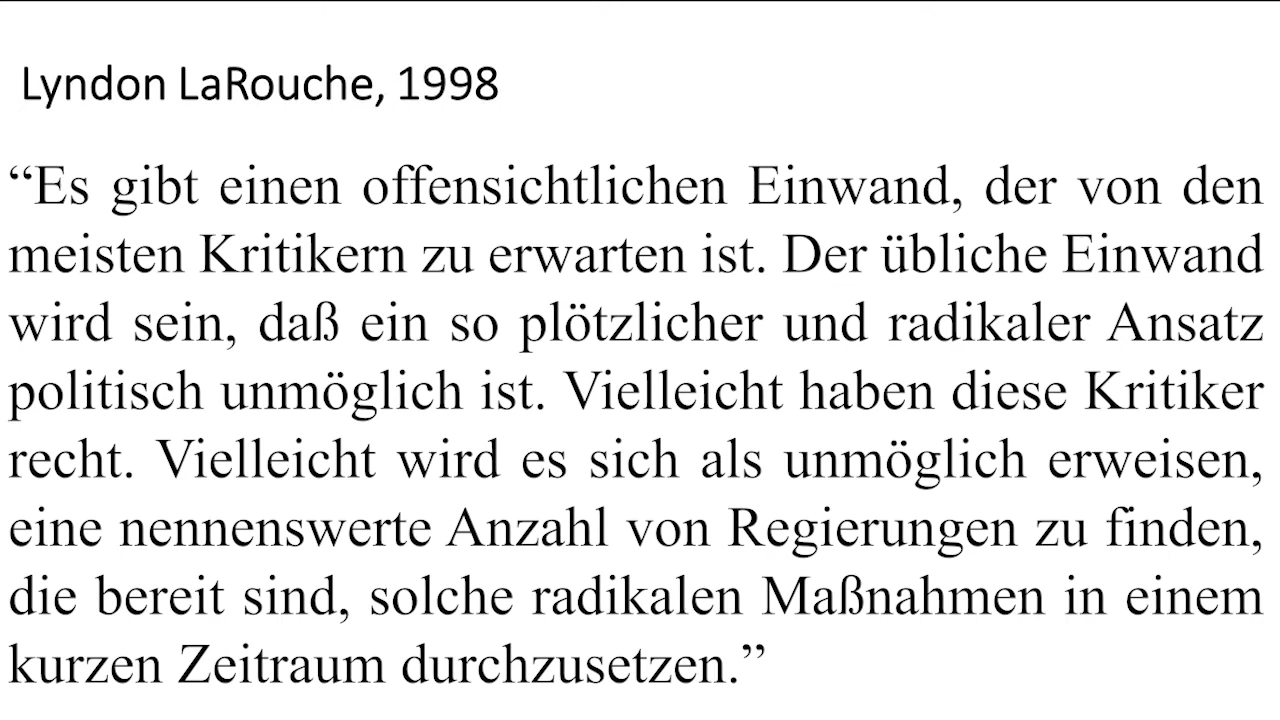 Lyndon LaRouche, 1998
“Es gibt einen offensichtlichen Einwand, der von den
meisten Kritikern zu erwarten ist. Der übliche Einwand
wird sein, daß ein so plötzlicher und radikaler Ansatz
politisch unmöglich ist. Vielleicht haben diese Kritiker
recht. Vielleicht wird es sich als unmöglich erweisen,
eine nennenswerte Anzahl von Regierungen zu finden,
die bereit sind, solche radikalen Maßnahmen in einem
kurzen Zeitraum durchzusetzen.”